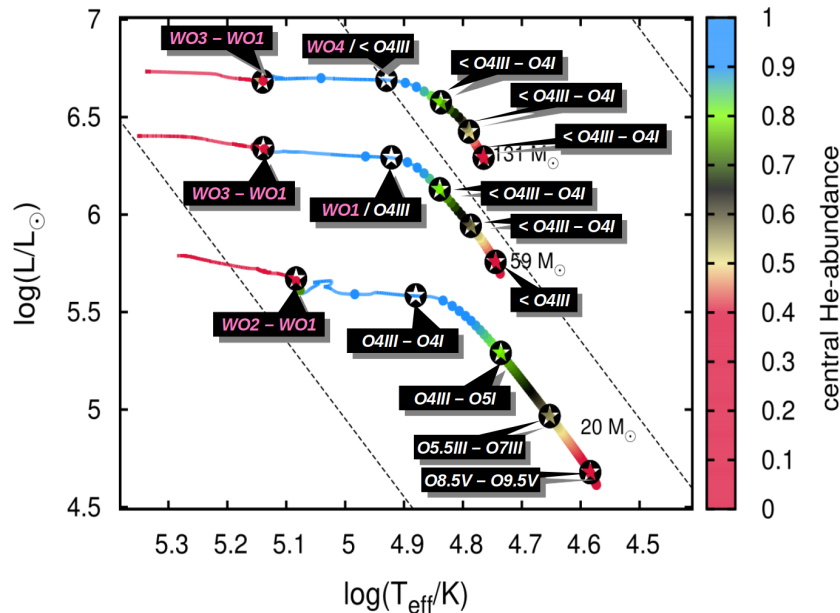 7
6.5
6
5.5
5
4.5
log(L/L☉)
5.3
5.2
5.1
5
4.9
4.8
4.7
4.6
4.5
log(Teff/K)
WO3 – WO1
WO4 / < O4III
< O4III – O4I
< O4III – O4I
< O4III – O4I
131 M☉
WO3 – WO1
WO1 / O4III
< O4III – O4I
< O4III – O4I
59 M☉
< O4III
WO2 – WO1
O4III – O4I
O4III – O5I
O5.5III – O7III
20 M☉
O8.5V – O9.5V
1
0.9
0.8
0.7
0.6
0.5
0.4
0.3
0.2
0.1
0
central He-abundance